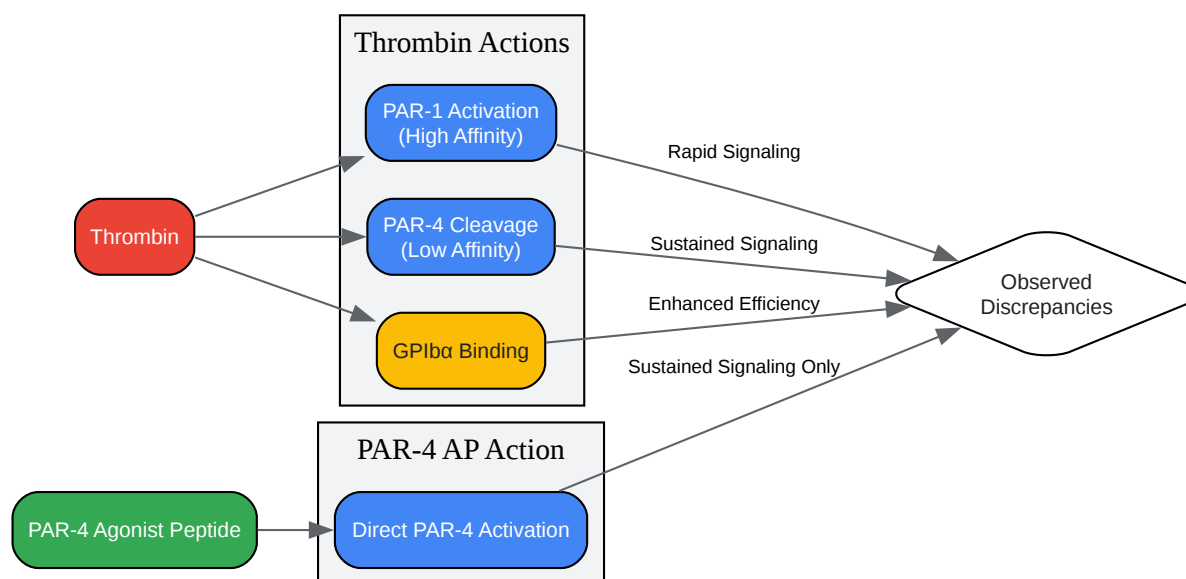 Thrombin Actions
PAR-1 Activation
(High Affinity)
Rapid Signaling
Thrombin
PAR-4 Cleavage
(Low Affinity)
Sustained Signaling
Observed
Discrepancies
GPIbα Binding
Enhanced Efficiency
Sustained Signaling Only
PAR-4 AP Action
PAR-4 Agonist Peptide
Direct PAR-4 Activation